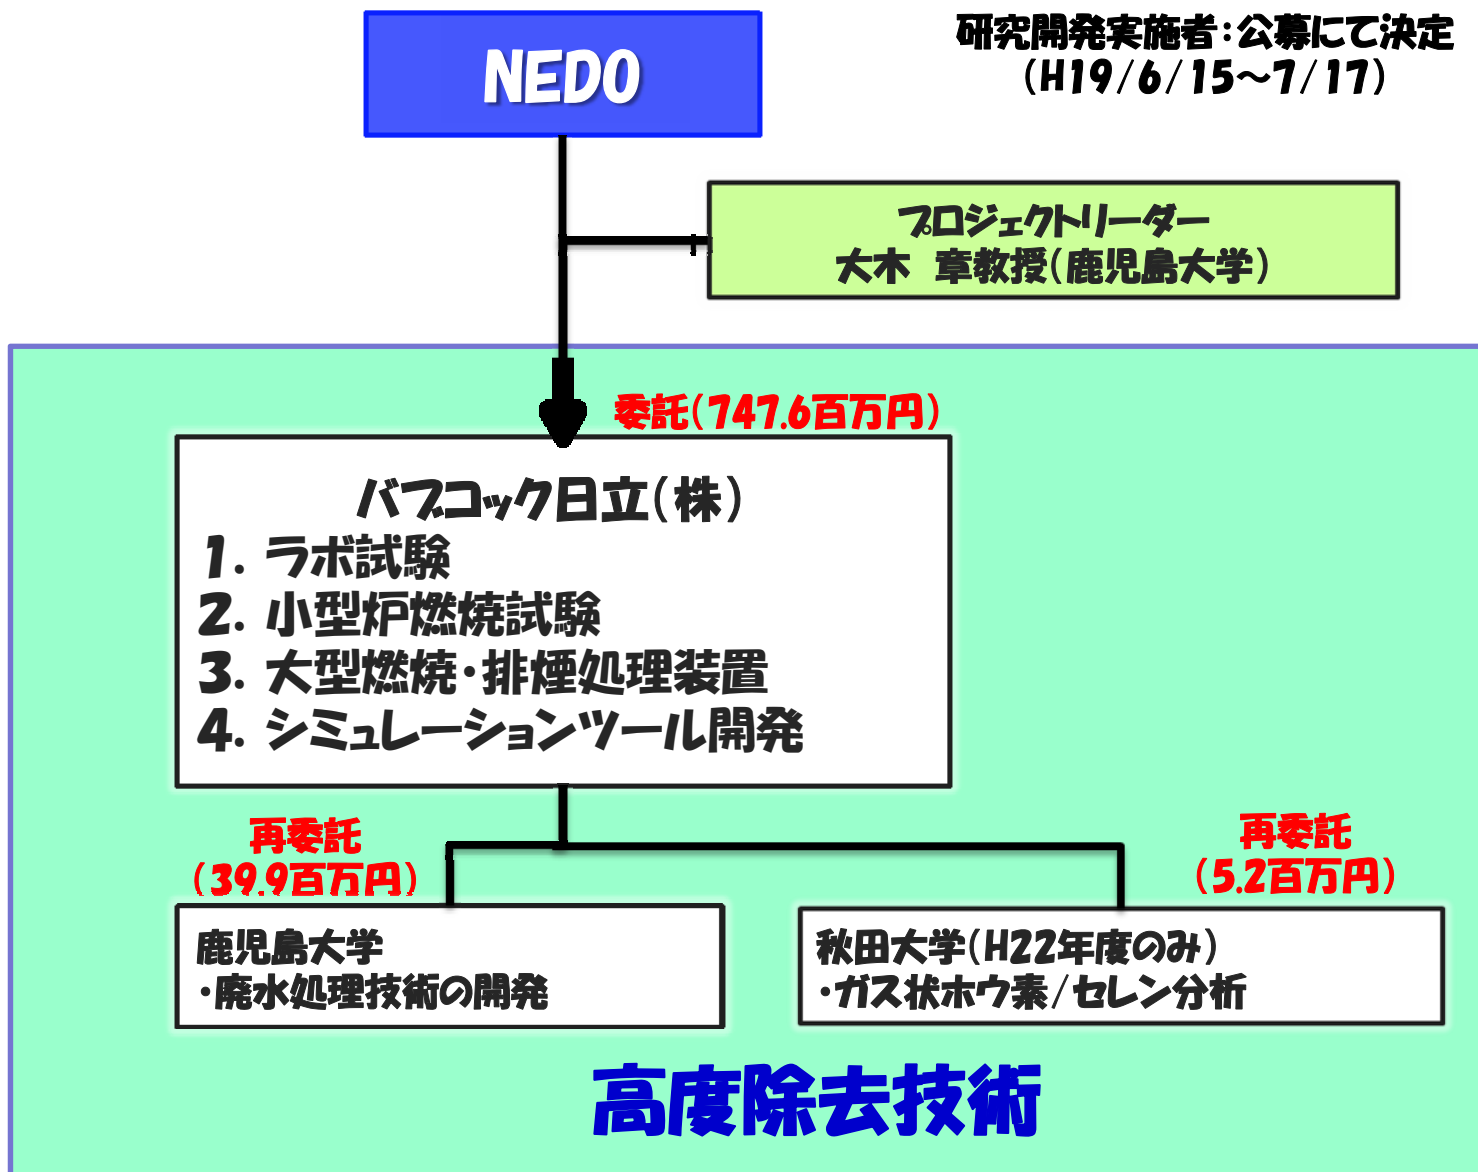 NEDO
研究開発実施者:公募にて決定
(H19/6/15～7/17)
プロジェクトリーダー
大木　章教授(鹿児島大学)
委託(747.6百万円)
バブコック日立(株)
1. ラボ試験
2. 小型炉燃焼試験
3. 大型燃焼・排煙処理装置
4. シミュレーションツール開発
再委託
(39.9百万円)
再委託
(5.2百万円)
鹿児島大学
・廃水処理技術の開発
秋田大学(H22年度のみ)
・ガス状ホウ素/セレン分析
高度除去技術